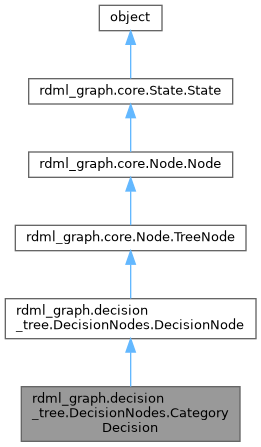 object
rdml_graph.core.State.State
rdml_graph.core.Node.Node
rdml_graph.core.Node.TreeNode
rdml_graph.decision
_tree.DecisionNodes.DecisionNode
rdml_graph.decision
_tree.DecisionNodes.Category
Decision